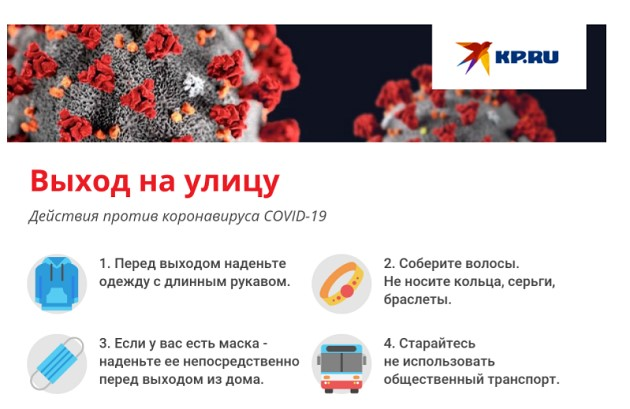 KP.RU
Выход на улицу
Действия против коронавируса COVID-19
1. Перед выходом наденьте
одежду с длинным рукавом.
2. Соберите волосы.
Не носите кольца, серьги,
браслеты.
3. Если у вас есть маска -
наденьте ее непосредственно
перед выходом из дома.
4. Старайтесь
не использовать
общественный транспорт.